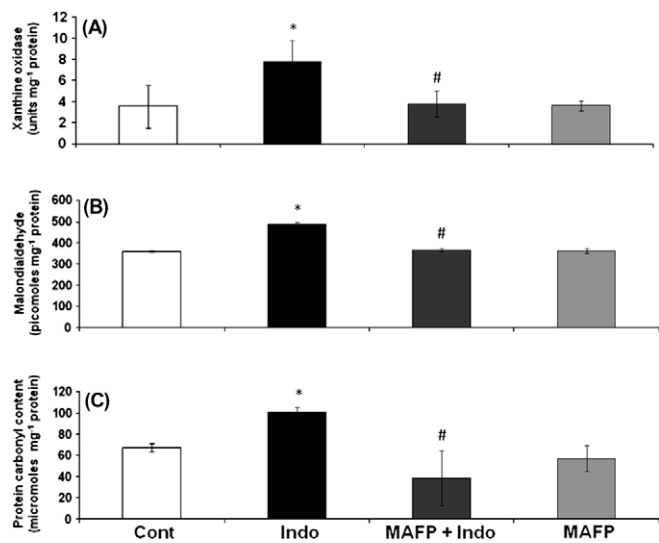 (A)
Xanthine oxidase
(units mg⁻¹ protein)
12
10
8
6
4
2
0
*
#
(B)
Malondialdehyde
(picomoles mg⁻¹ protein)
600
500
400
300
200
100
0
*
#
(C)
Protein carbonyl content
(micromoles mg⁻¹ protein)
120
100
80
60
40
20
0
*
#
Cont Indo MAFP + Indo MAFP